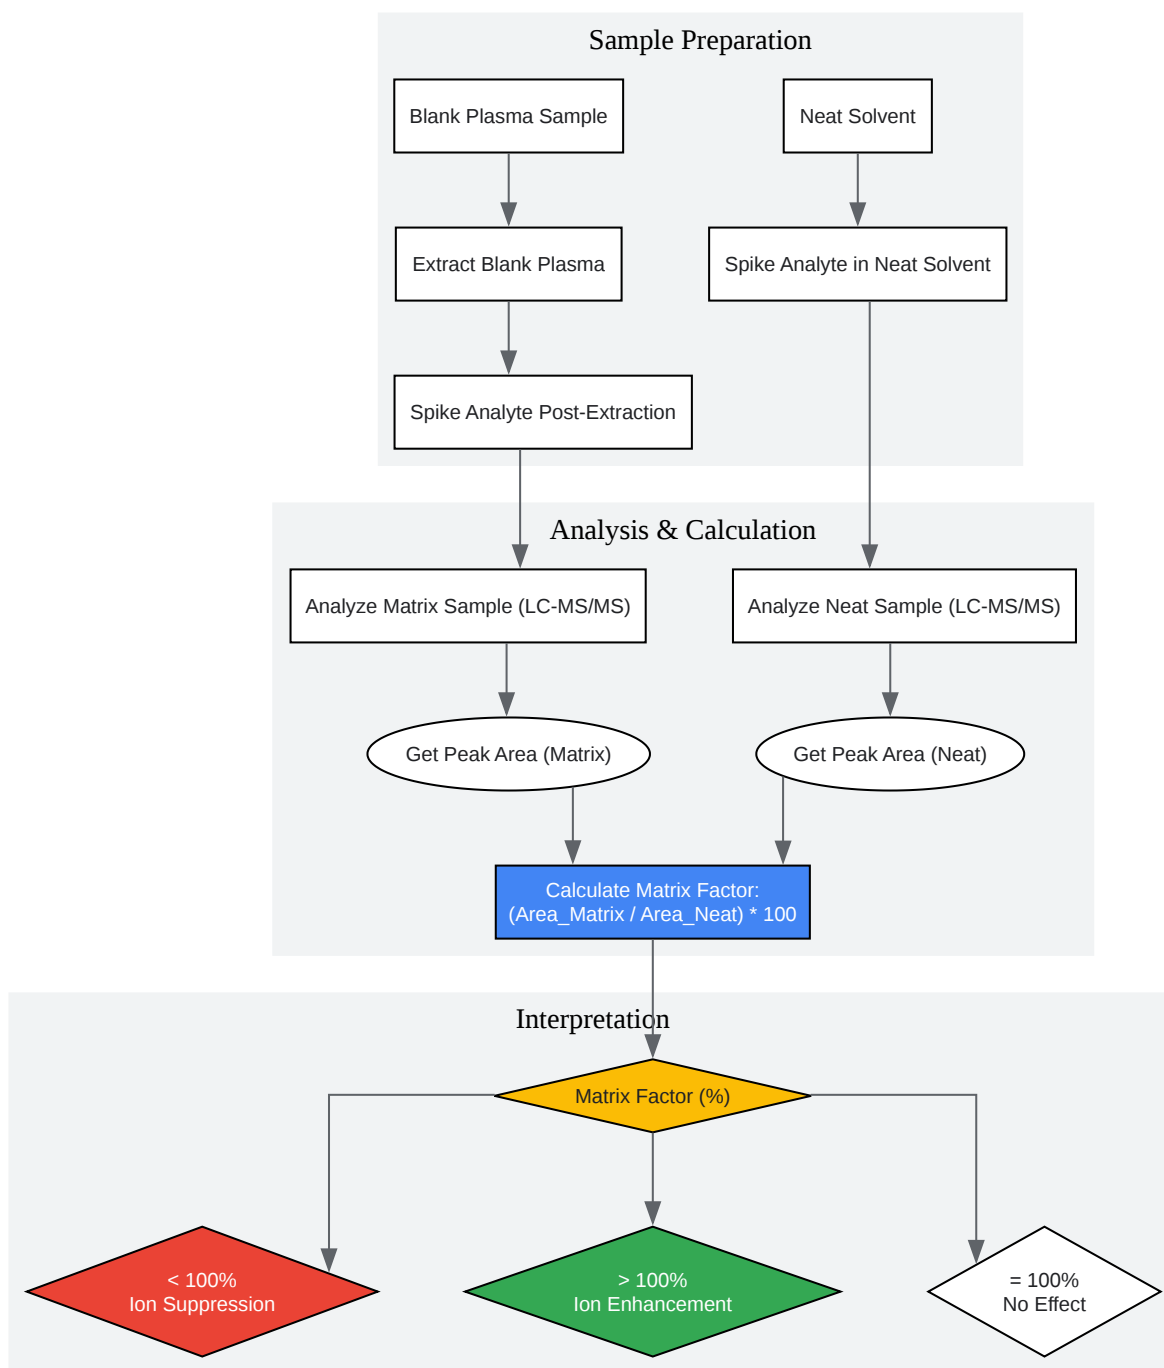 Sample Preparation
Blank Plasma Sample
Neat Solvent
Extract Blank Plasma
Spike Analyte in Neat Solvent
Spike Analyte Post-Extraction
Analysis & Calculation
Analyze Matrix Sample (LC-MS/MS)
Analyze Neat Sample (LC-MS/MS)
Get Peak Area (Matrix)
Get Peak Area (Neat)
Calculate Matrix Factor:
(Area_Matrix / Area_Neat) * 100
Interpretation
Matrix Factor (%)
< 100%
Ion Suppression
> 100%
Ion Enhancement
= 100%
No Effect